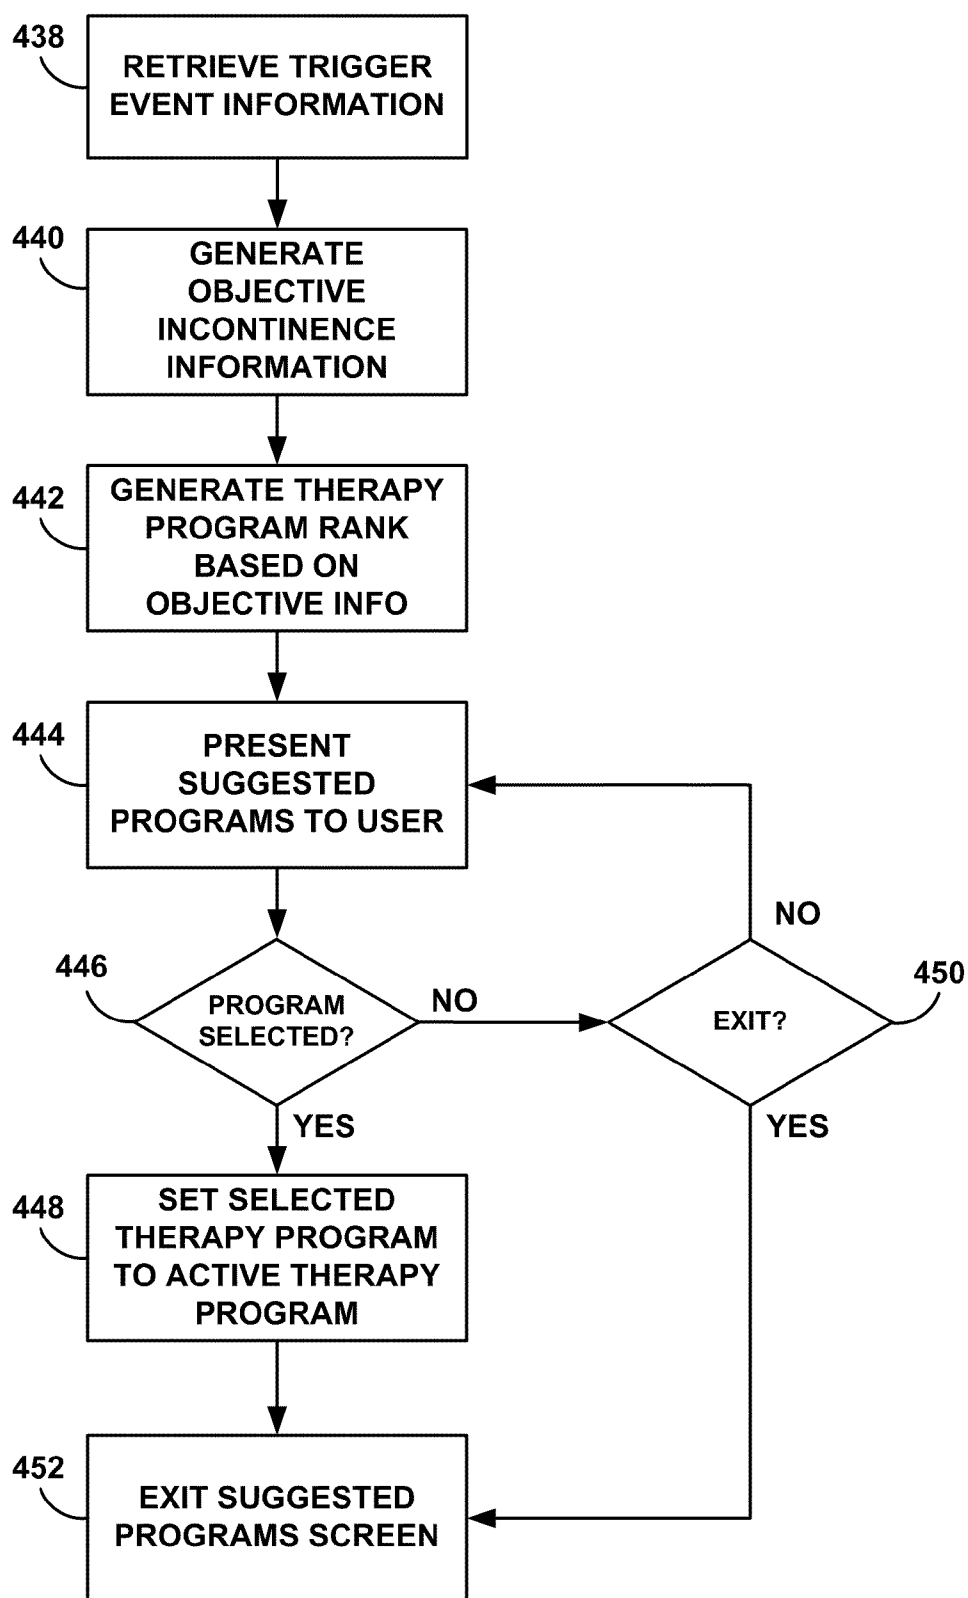 438
RETRIEVE TRIGGER
EVENT INFORMATION
440
GENERATE
OBJECTIVE
INCONTINENCE
INFORMATION
442
GENERATE THERAPY
PROGRAM RANK
BASED ON
OBJECTIVE INFO
444
PRESENT
SUGGESTED
PROGRAMS TO USER
NO
446
PROGRAM
SELECTED?
NO
EXIT?
450
YES
YES
448
SET SELECTED
THERAPY PROGRAM
TO ACTIVE THERAPY
PROGRAM
452
EXIT SUGGESTED
PROGRAMS SCREEN